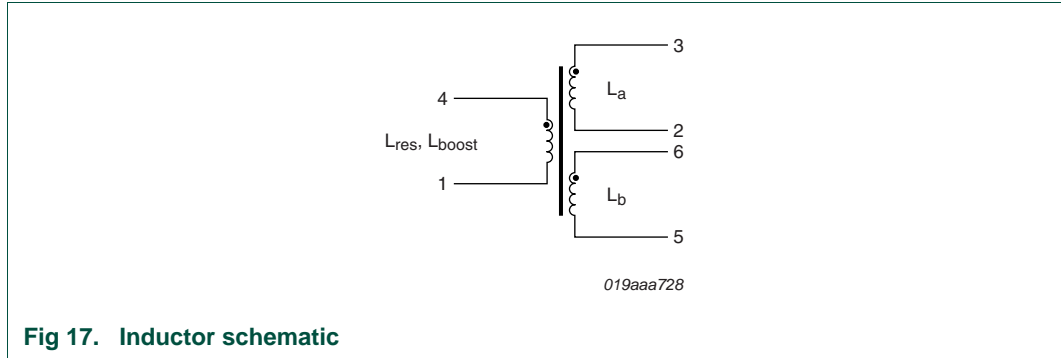 3
4
L_a
L_res, L_boost
2
6
1
L_b
5
019aaa728
Fig 17. Inductor schematic